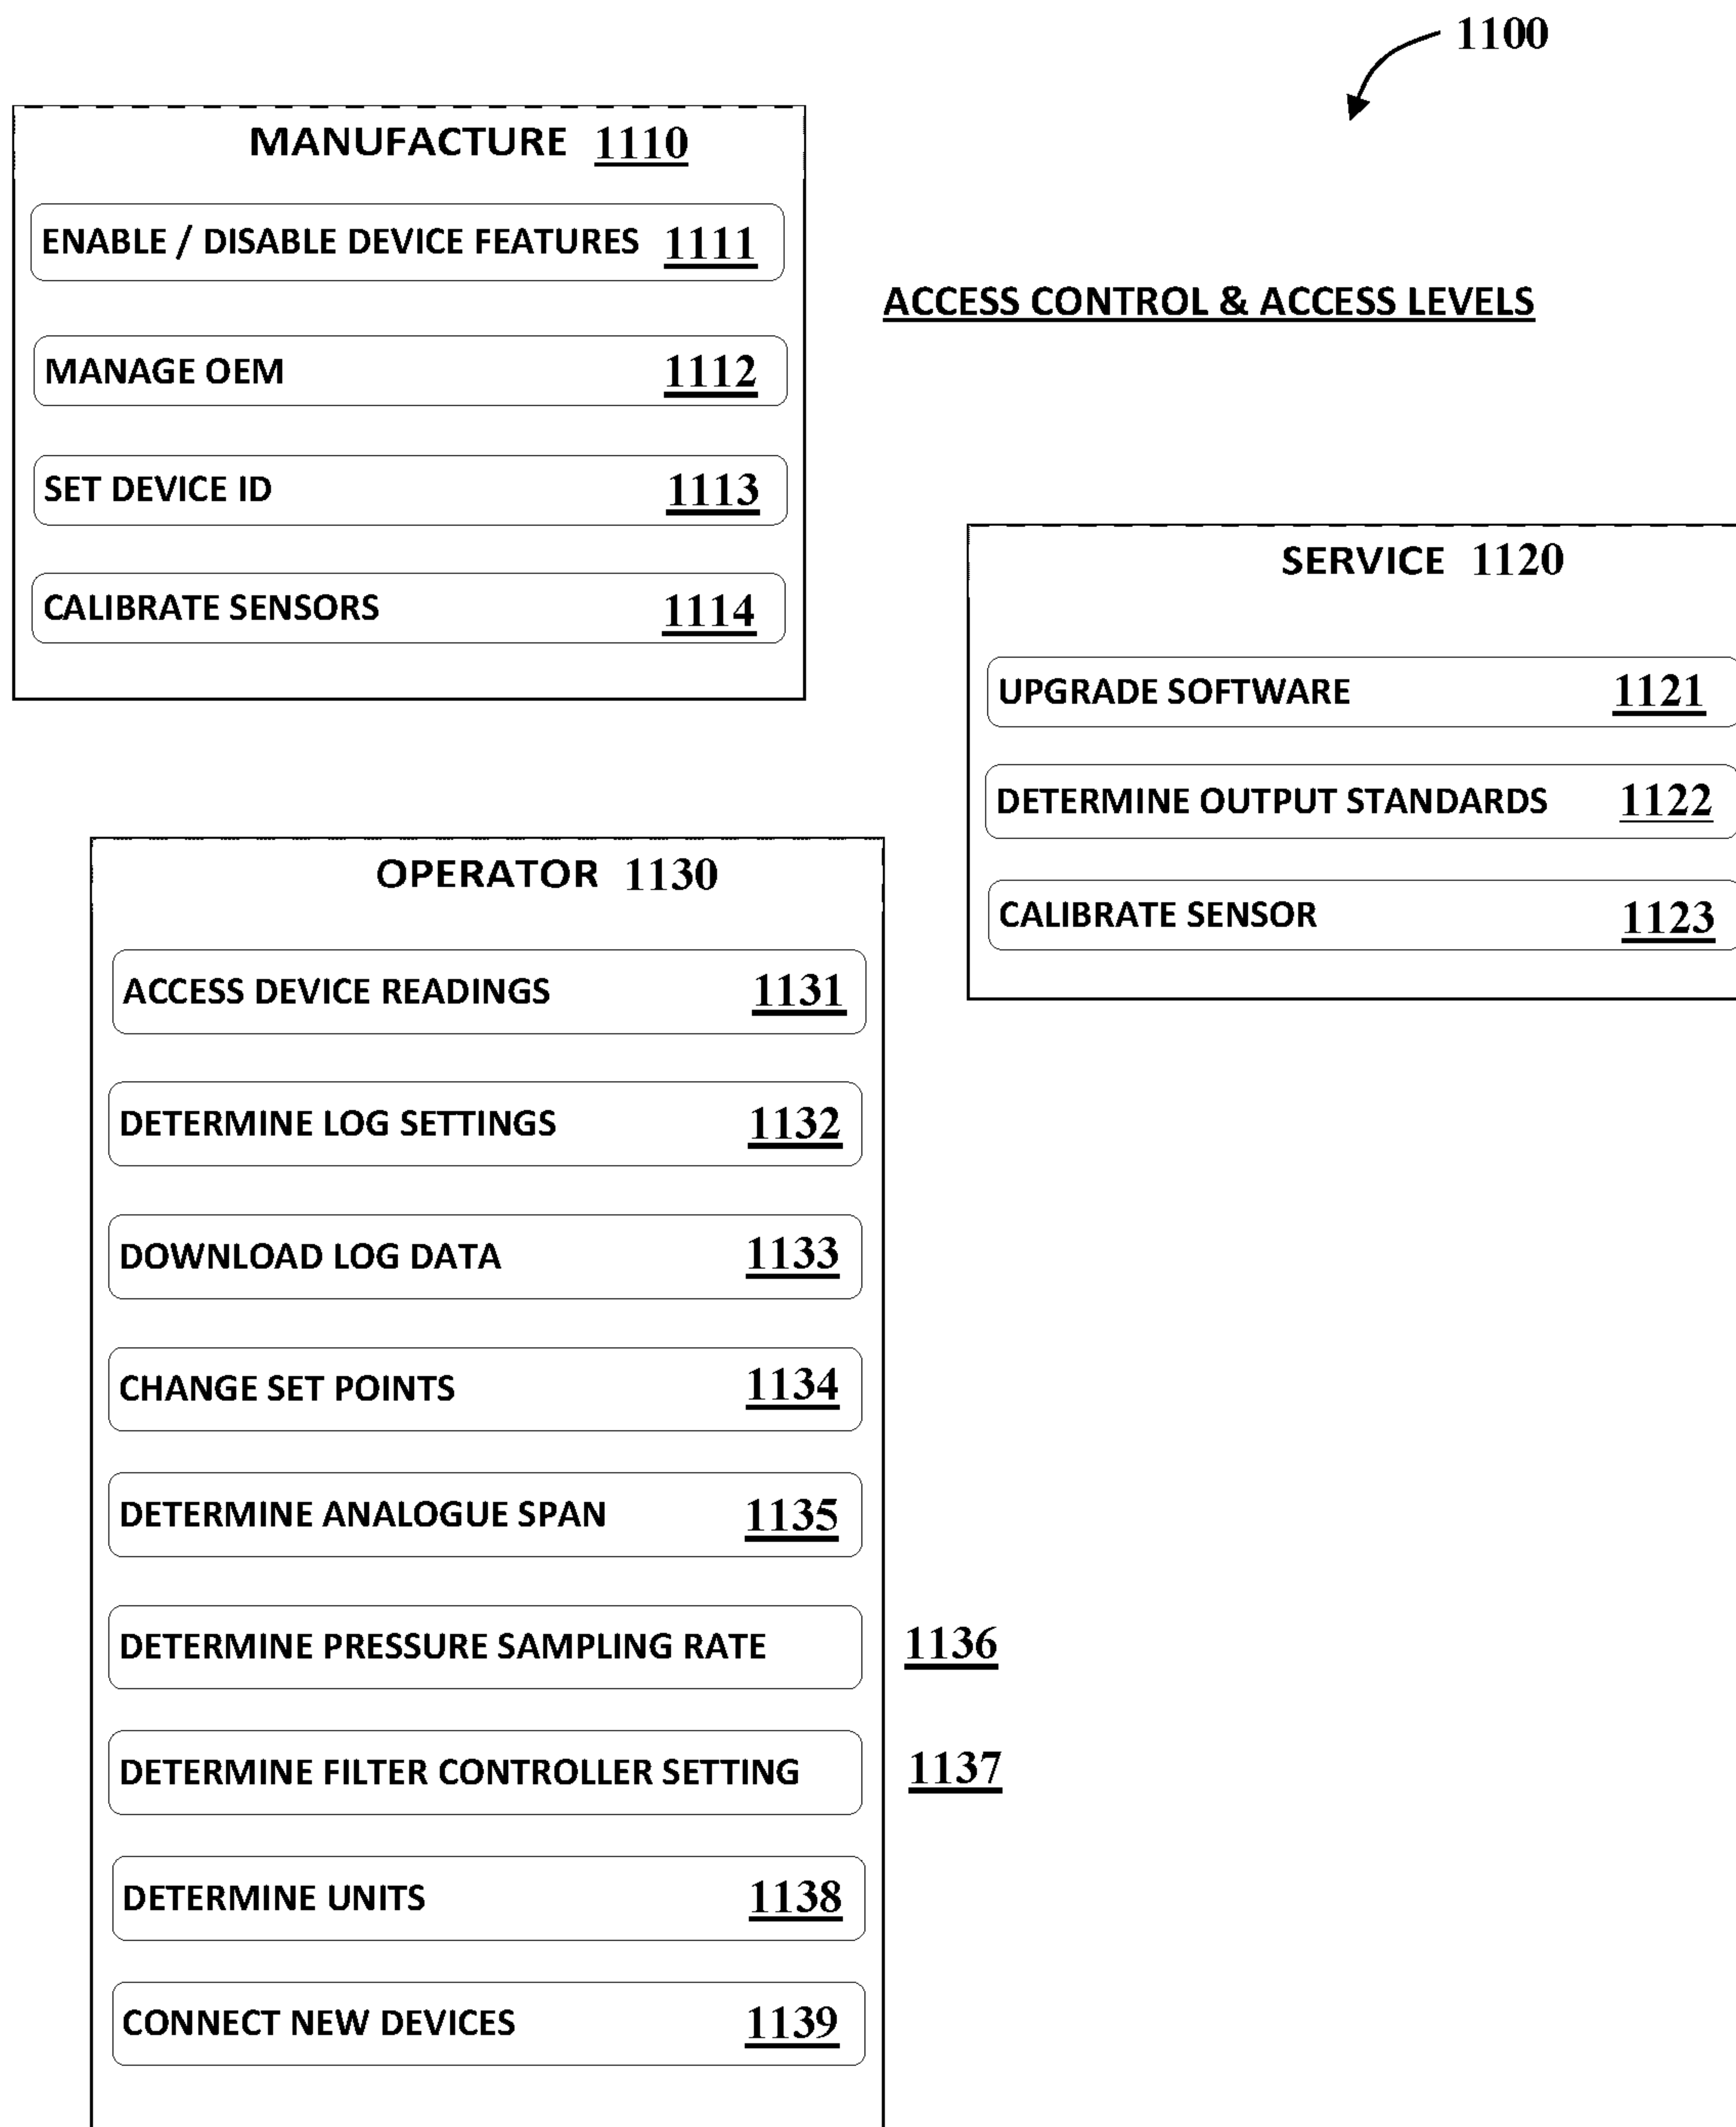 1100
MANUFACTURE 1110
ENABLE / DISABLE DEVICE FEATURES 1111
MANAGE OEM 1112
SET DEVICE ID 1113
CALIBRATE SENSORS 1114
ACCESS CONTROL & ACCESS LEVELS
SERVICE 1120
UPGRADE SOFTWARE 1121
DETERMINE OUTPUT STANDARDS 1122
CALIBRATE SENSOR 1123
OPERATOR 1130
ACCESS DEVICE READINGS 1131
DETERMINE LOG SETTINGS 1132
DOWNLOAD LOG DATA 1133
CHANGE SET POINTS 1134
DETERMINE ANALOGUE SPAN 1135
DETERMINE PRESSURE SAMPLING RATE 1136
DETERMINE FILTER CONTROLLER SETTING 1137
DETERMINE UNITS 1138
CONNECT NEW DEVICES 1139